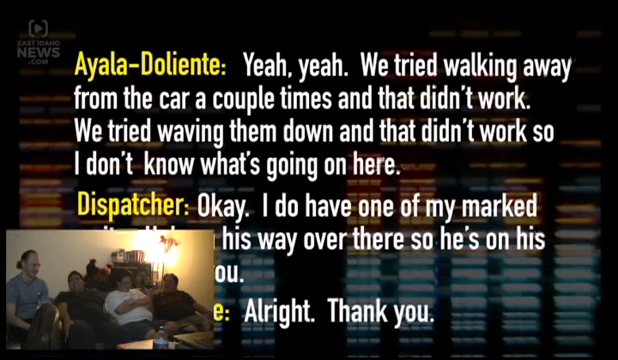 EAST IDAHO
NEWS
.COM
Ayala-Doliente: Yeah, yeah. We tried walking away
from the car a couple times and that didn't work.
We tried waving them down and that didn't work so
I don't know what's going on here.
Dispatcher: Okay. I do have one of my marked
his way over there so he's on his
ou.
e: Alright. Thank you.